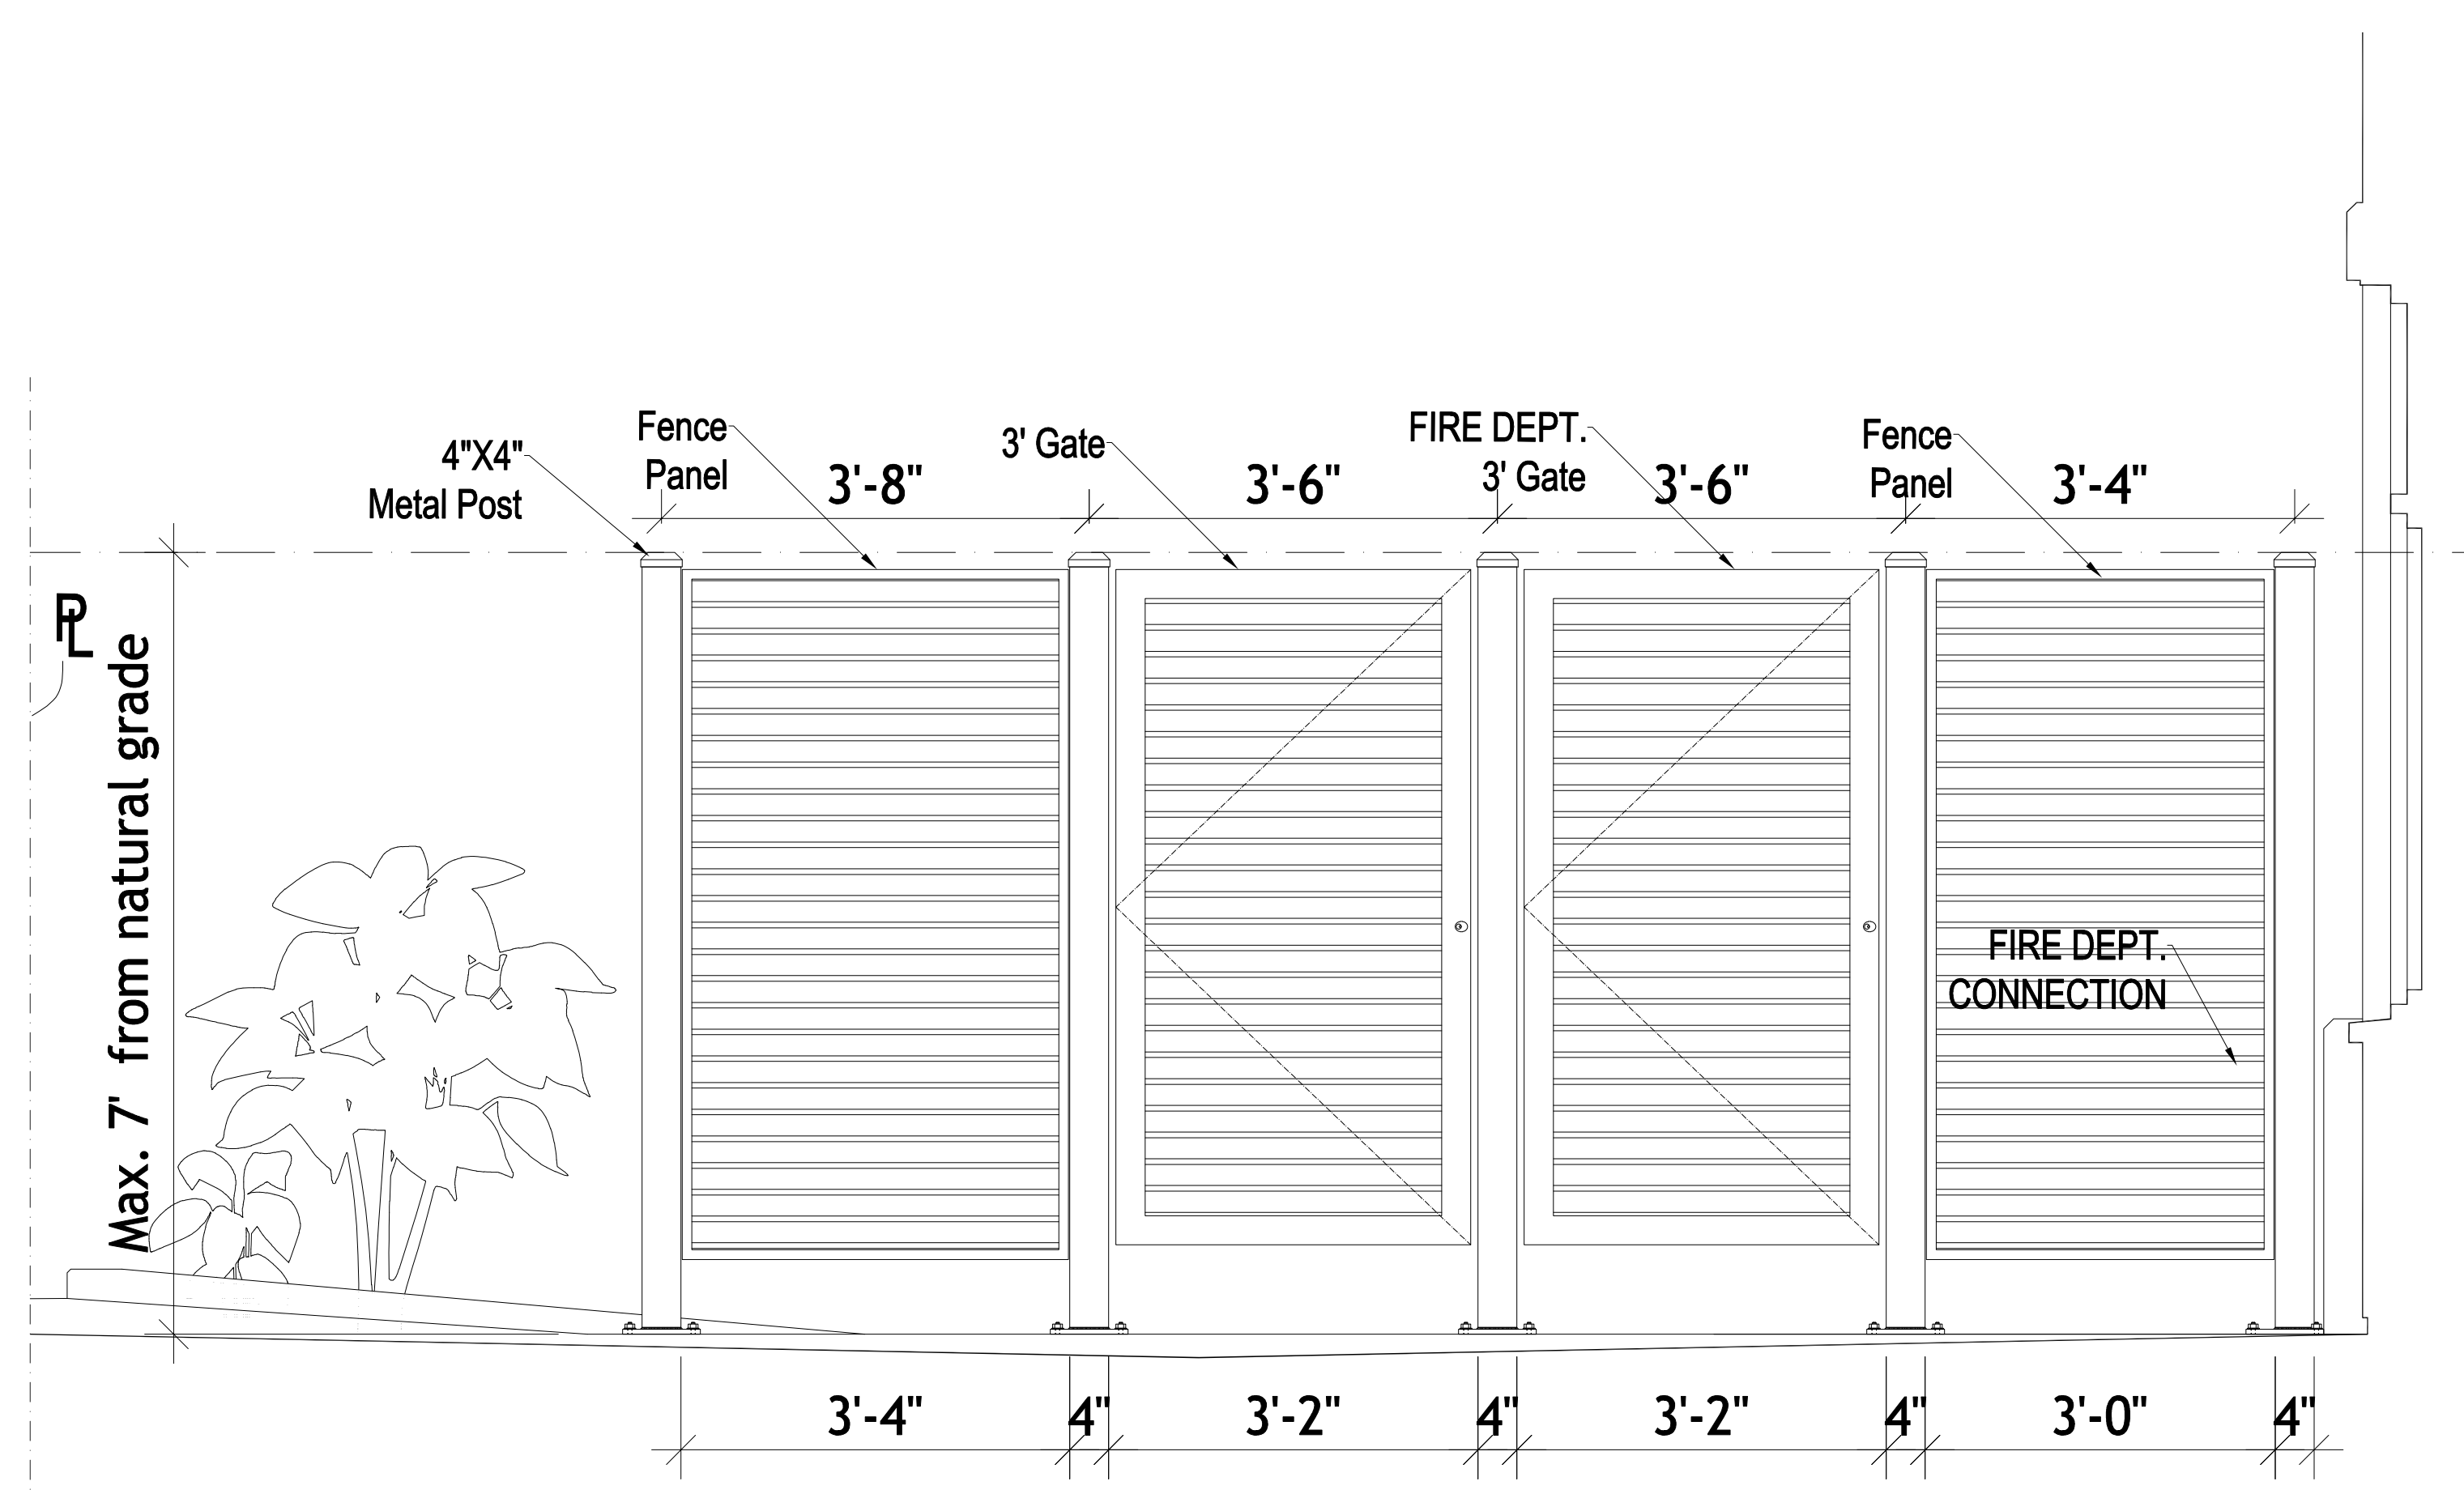 Fence
Panel
4"X4"
Metal Post
3' Gate
FIRE DEPT.
3' Gate
Fence
Panel
3'-8"
3'-6"
3'-6"
3'-4"
PL
Max. 7' from natural grade
FIRE DEPT.
CONNECTION
3'-4"
4"
3'-2"
4"
3'-2"
4"
3'-0"
4"